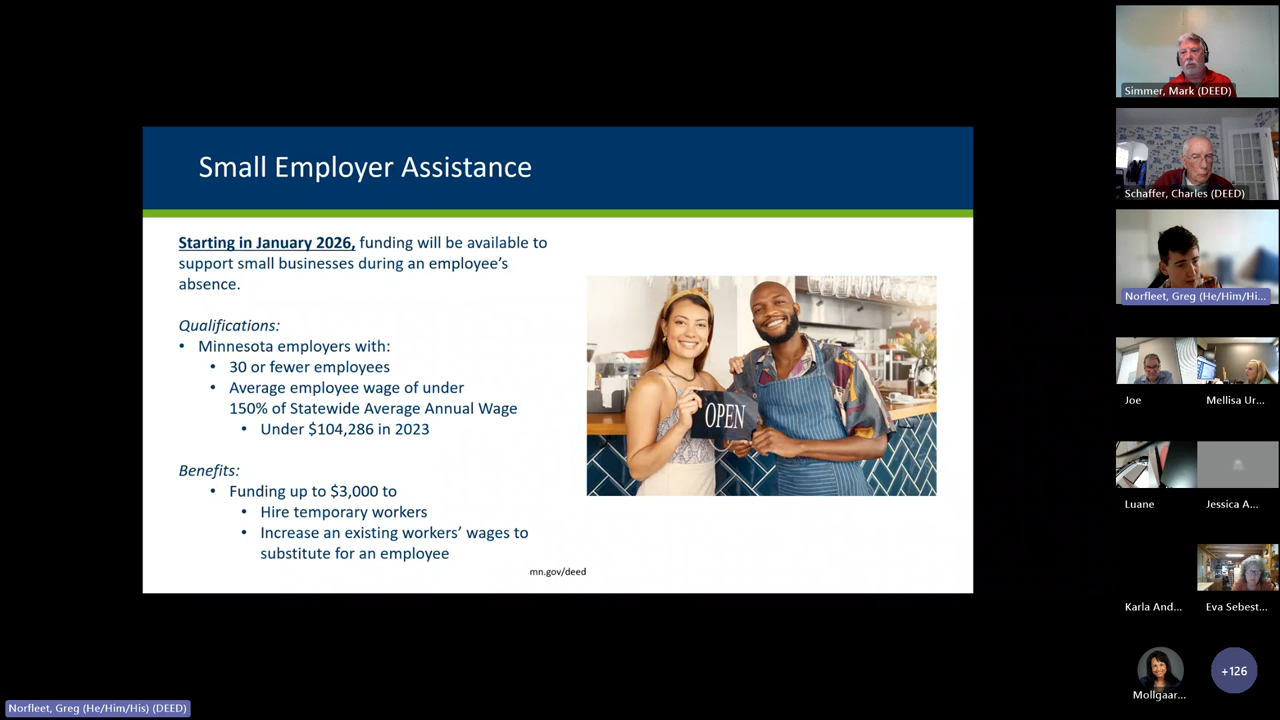 Small Employer Assistance
Starting in January 2026, funding will be available to
support small businesses during an employee's
absence.
Qualifications:
• Minnesota employers with:
• 30 or fewer employees
• Average employee wage of under
150% of Statewide Average Annual Wage
• Under $104,286 in 2023
Benefits:
• Funding up to $3,000 to
• Hire temporary workers
• Increase an existing workers' wages to
substitute for an employee
mn.gov/deed
OPEN
Simmer, Mark (DEED)
Schaffer, Charles (DEED)
Norfleet, Greg (He/Him/Hi...
Joe
Mellisa Ur...
Luane
Jessica A...
Karla And...
Eva Sebest...
Mollgaar...
+126
Norfleet, Greg (He/Him/His) (DEED)